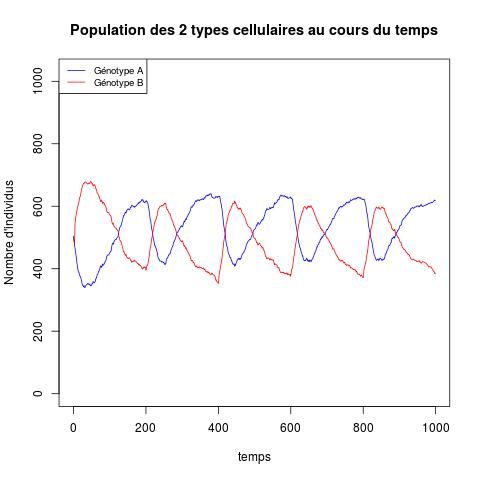 Population des 2 types cellulaires au cours du temps
Génotype A
Génotype B
Nombre d'individus
1000
800
600
400
200
0
0 200 400 600 800 1000
temps